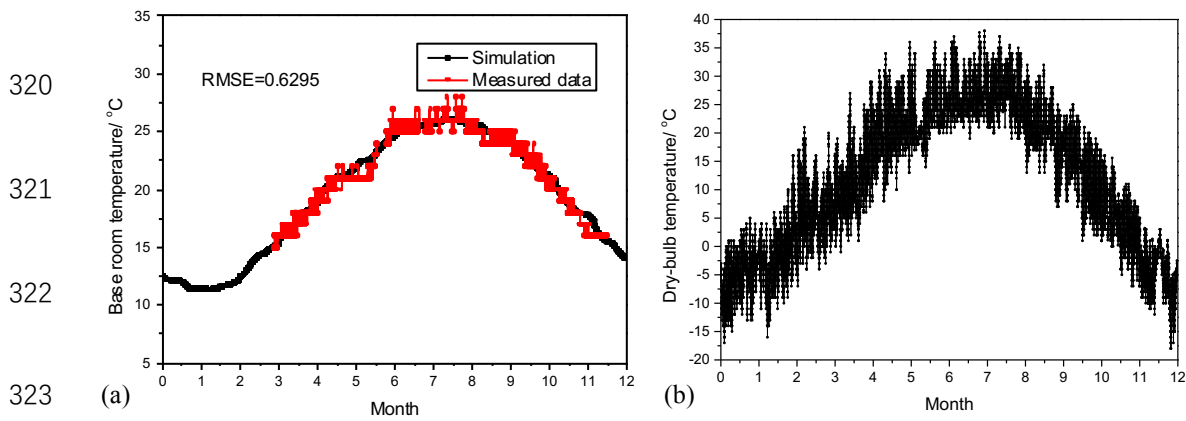 320
321
322
323
(a)
Base room temperature/ °C
35
30
25
20
15
10
5
RMSE=0.6295
Simulation
Measured data
0 1 2 3 4 5 6 7 8 9 10 11 12
Month
(b)
Dry-bulb temperature/ °C
40
35
30
25
20
15
10
5
0
-5
-10
-15
-20
0 1 2 3 4 5 6 7 8 9 10 11 12
Month